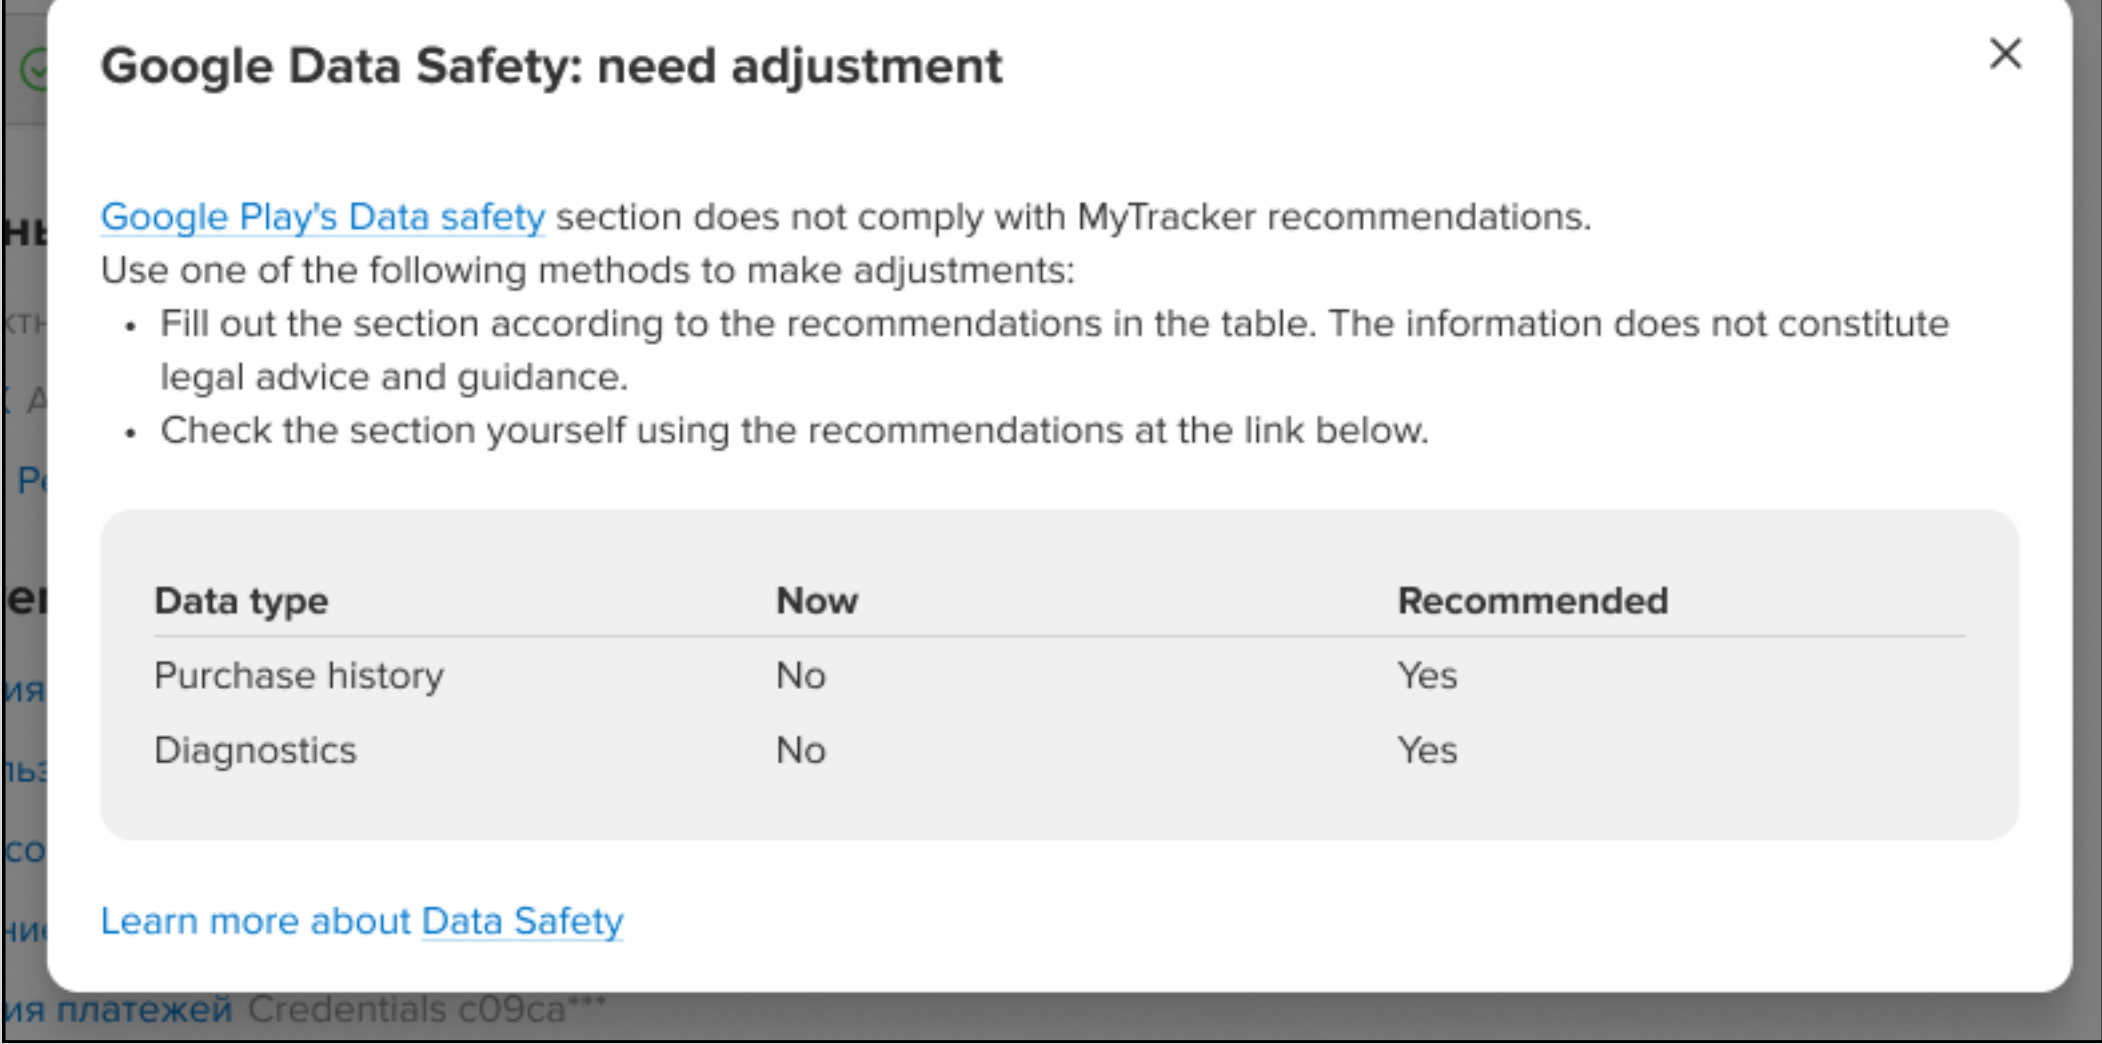 Google Data Safety: need adjustment
Google Play's Data safety section does not comply with MyTracker recommendations.
Use one of the following methods to make adjustments:
• Fill out the section according to the recommendations in the table. The information does not constitute
legal advice and guidance.
• Check the section yourself using the recommendations at the link below.
Data type Now Recommended
Purchase history No Yes
Diagnostics No Yes
Learn more about Data Safety
ия платежей Credentials c09ca***